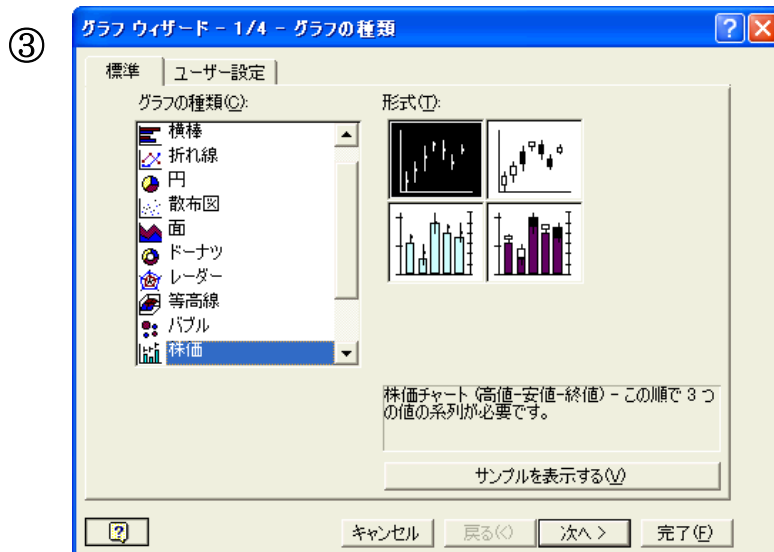 ③
グラフ ウィザード - 1/4 - グラフの種類
標準
ユーザー設定
グラフの種類(C):
横棒
折れ線
円
散布図
面
ドーナツ
レーダー
等高線
バブル
株価
形式(T):
株価チャート (高値-安値-終値) - この順で 3 つ
の値の系列が必要です。
サンプルを表示する(V)
キャンセル
戻る(<)
次へ >
完了(F)